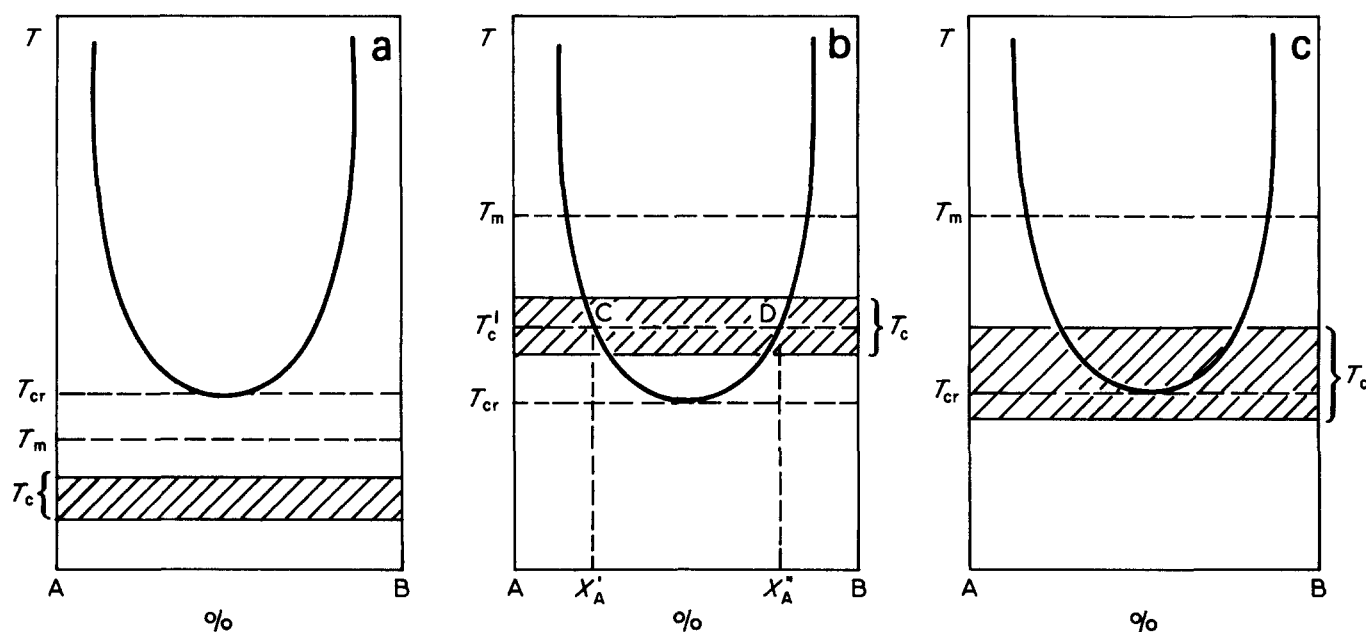 T
a
T_cr
T_m
T_c {
A
B
%
T
b
T_m
T_c'
C
D
} T_c
T_cr
A
X_A'
X_A"
B
%
T
c
T_m
T_cr
} T_c
A
B
%